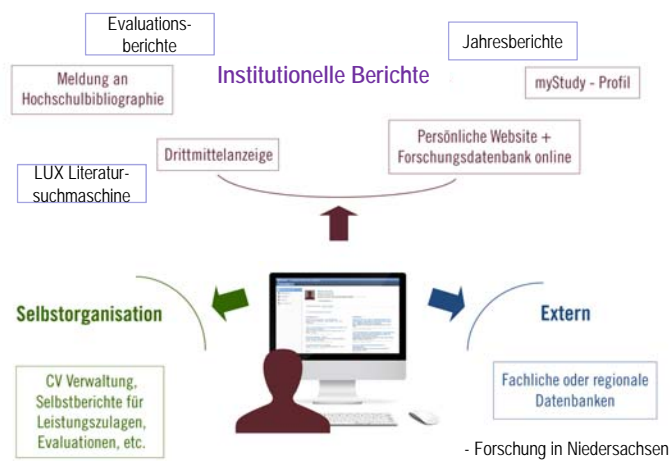 Evaluations-
berichte
Jahresberichte
Institutionelle Berichte
Meldung an
Hochschulbibliographie
myStudy - Profil
Drittmittelanzeige
Persönliche Website +
Forschungsdatenbank online
LUX Literatur-
suchmaschine
Selbstorganisation
Extern
CV Verwaltung,
Selbstberichte für
Leistungszulagen,
Evaluationen, etc.
Fachliche oder regionale
Datenbanken
- Forschung in Niedersachsen